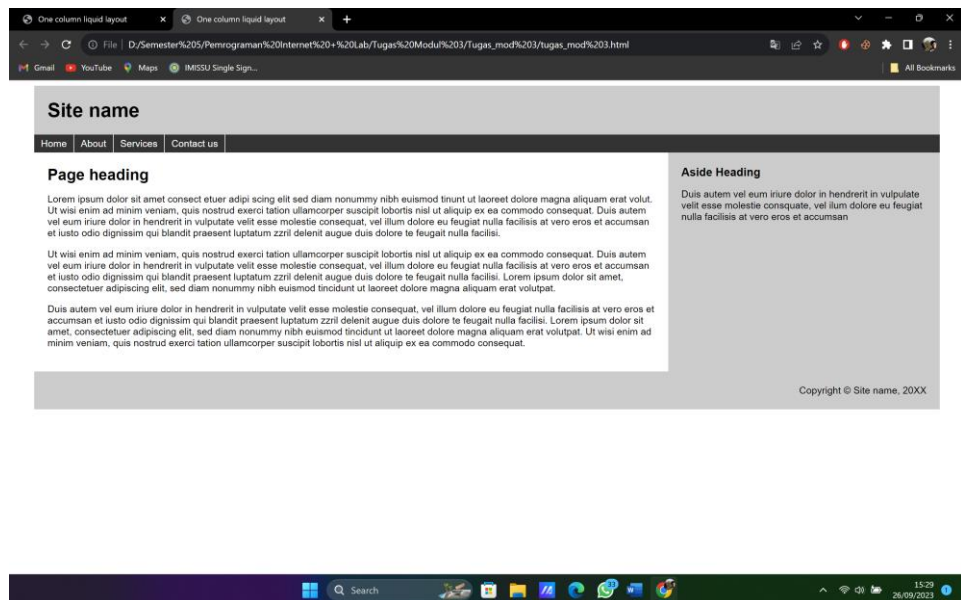 One column liquid layout
One column liquid layout
File D:/Semester%205/Pemrograman%20Internet%20+%20Lab/Tugas%20Modul%203/Tugas_mod%203/tugas_mod%203.html
Gmail YouTube Maps IMISSU Single Sign... All Bookmarks
Site name
Home About Services Contact us
Page heading
Lorem ipsum dolor sit amet consect etuer adipi scing elit sed diam nonummy nibh euismod tinunt ut laoreet dolore magna aliquam erat volut.
Ut wisi enim ad minim veniam, quis nostrud exerci tation ullamcorper suscipit lobortis nisl ut aliquip ex ea commodo consequat. Duis autem
vel eum iriure dolor in hendrerit in vulputate velit esse molestie consequat, vel illum dolore eu feugiat nulla facilisis at vero eros et accumsan
et iusto odio dignissim qui blandit praesent luptatum zzril delenit augue duis dolore te feugait nulla facilisi.
Ut wisi enim ad minim veniam, quis nostrud exerci tation ullamcorper suscipit lobortis nisl ut aliquip ex ea commodo consequat. Duis autem
vel eum iriure dolor in hendrerit in vulputate velit esse molestie consequat, vel illum dolore eu feugiat nulla facilisis at vero eros et accumsan
et iusto odio dignissim qui blandit praesent luptatum zzril delenit augue duis dolore te feugait nulla facilisi. Lorem ipsum dolor sit amet,
consectetuer adipiscing elit, sed diam nonummy nibh euismod tincidunt ut laoreet dolore magna aliquam erat volutpat.
Duis autem vel eum iriure dolor in hendrerit in vulputate velit esse molestie consequat, vel illum dolore eu feugiat nulla facilisis at vero eros et
accumsan et iusto odio dignissim qui blandit praesent luptatum zzril delenit augue duis dolore te feugait nulla facilisi. Lorem ipsum dolor sit
amet, consectetuer adipiscing elit, sed diam nonummy nibh euismod tincidunt ut laoreet dolore magna aliquam erat volutpat. Ut wisi enim ad
minim veniam, quis nostrud exerci tation ullamcorper suscipit lobortis nisl ut aliquip ex ea commodo consequat.
Aside Heading
Duis autem vel eum iriure dolor in hendrerit in vulputate
velit esse molestie consquate, vel ilum dolore eu feugiat
nulla facilisis at vero eros et accumsan
Copyright © Site name, 20XX
Search
33
15:29
26/09/2023